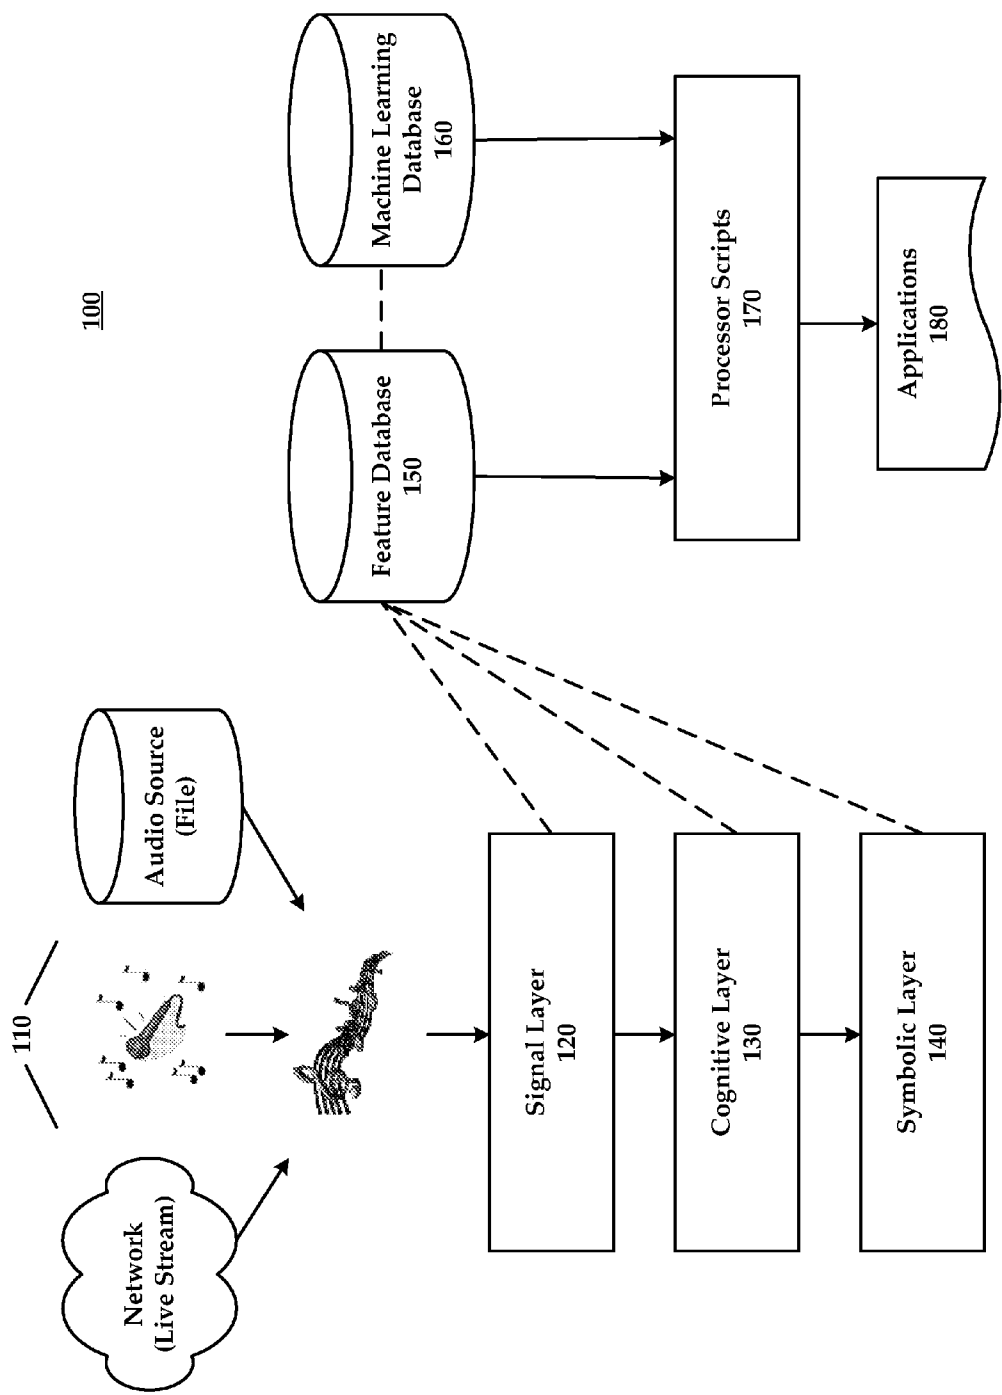 100
110
Network
(Live Stream)
Audio Source
(File)
Signal Layer
120
Cognitive Layer
130
Symbolic Layer
140
Feature Database
150
Machine Learning
Database
160
Processor Scripts
170
Applications
180